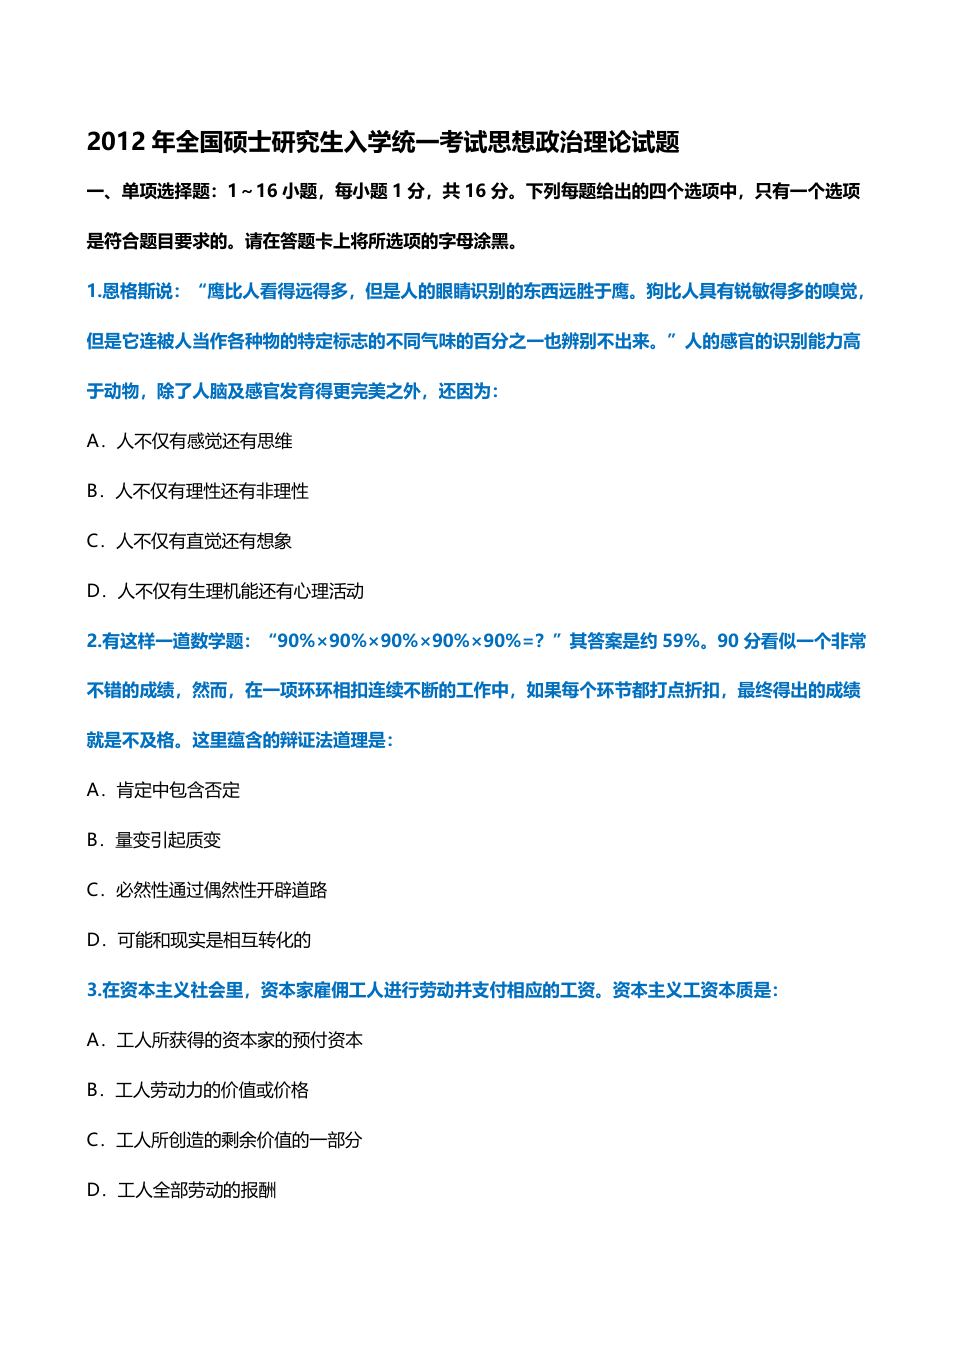 2012 年全国硕士研究生入学统一考试思想政治理论试题
一、单项选择题：1～16 小题，每小题 1 分，共 16 分。下列每题给出的四个选项中，只有一个选项
是符合题目要求的。请在答题卡上将所选项的字母涂黑。
1.恩格斯说：“鹰比人看得远得多，但是人的眼睛识别的东西远胜于鹰。狗比人具有锐敏得多的嗅觉，
但是它连被人当作各种物的特定标志的不同气味的百分之一也辨别不出来。”人的感官的识别能力高
于动物，除了人脑及感官发育得更完美之外，还因为：
A．人不仅有感觉还有思维
B．人不仅有理性还有非理性
C．人不仅有直觉还有想象
D．人不仅有生理机能还有心理活动
2.有这样一道数学题：“90%×90%×90%×90%×90%=？”其答案是约 59%。90 分看似一个非常
不错的成绩，然而，在一项环环相扣连续不断的工作中，如果每个环节都打点折扣，最终得出的成绩
就是不及格。这里蕴含的辩证法道理是：
A．肯定中包含否定
B．量变引起质变
C．必然性通过偶然性开辟道路
D．可能和现实是相互转化的
3.在资本主义社会里，资本家雇佣工人进行劳动并支付相应的工资。资本主义工资本质是：
A．工人所获得的资本家的预付资本
B．工人劳动力的价值或价格
C．工人所创造的剩余价值的一部分
D．工人全部劳动的报酬